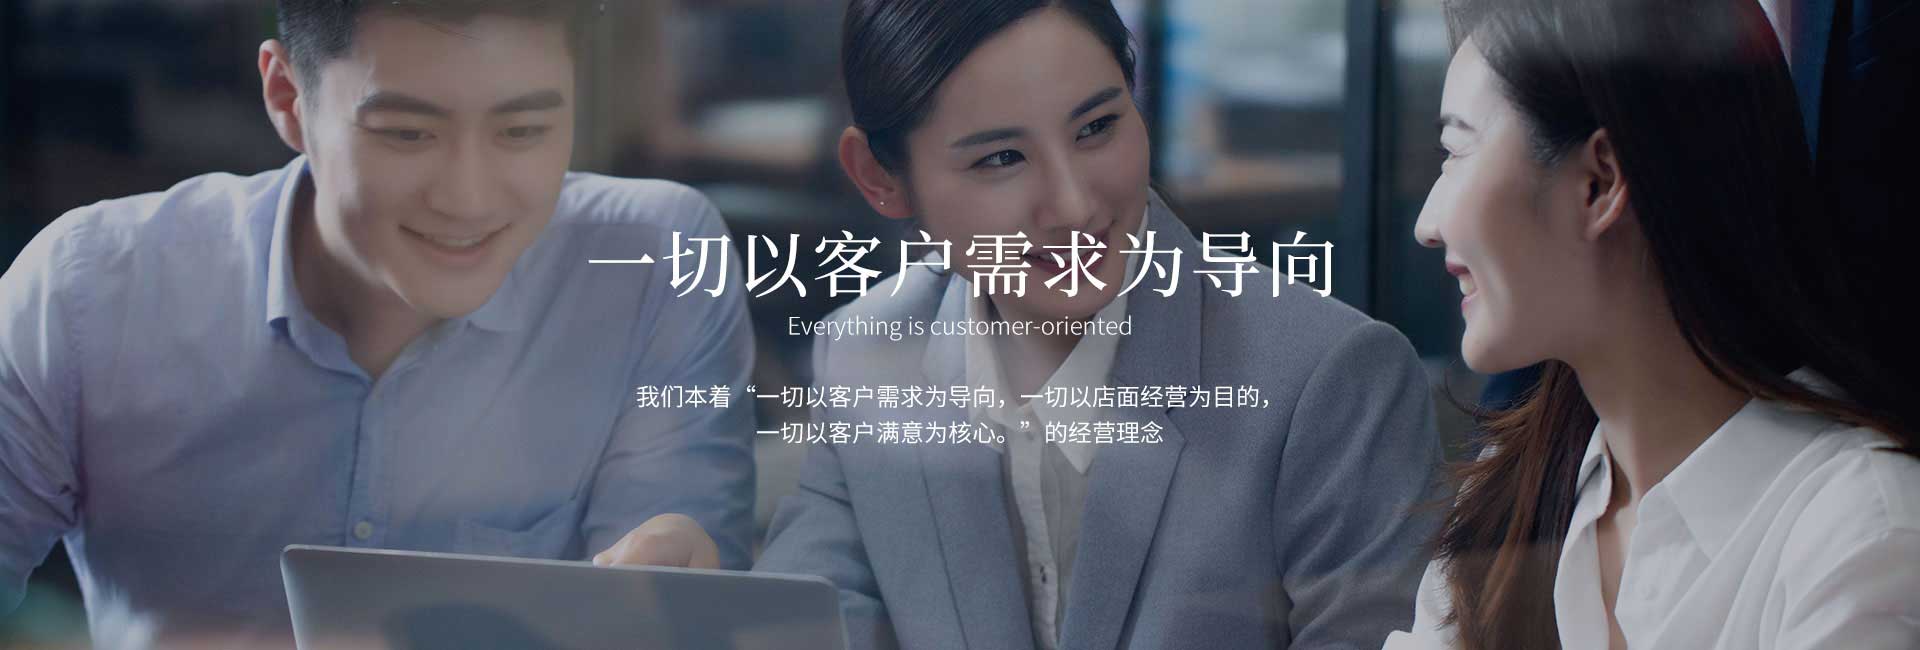 一切以客户需求为导向
Everything is customer-oriented
我们本着“一切以客户需求为导向，一切以店面经营为目的，
一切以客户满意为核心。”的经营理念